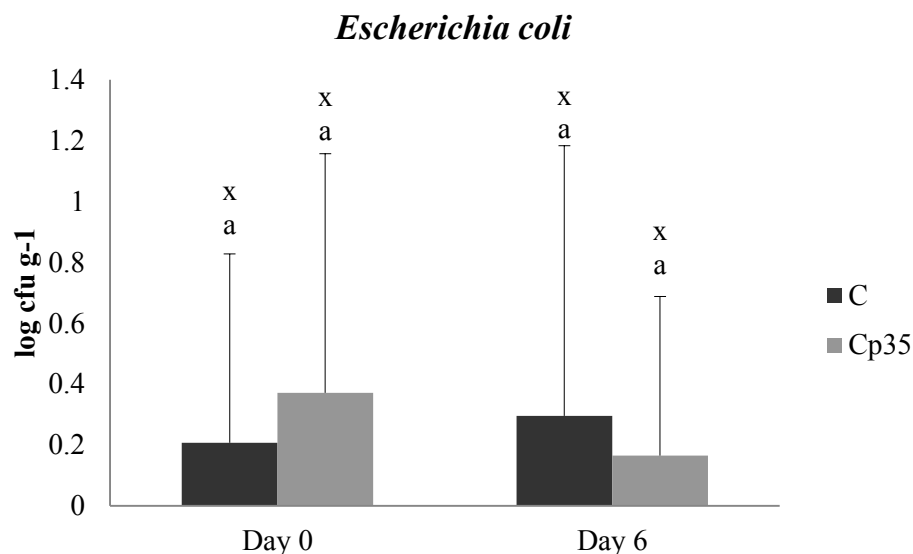 Escherichia coli
1.4
1.2
1
0.8
0.6
0.4
0.2
0
log cfu g-1
x
a
x
a
x
a
x
a
Day 0
Day 6
C
Cp35